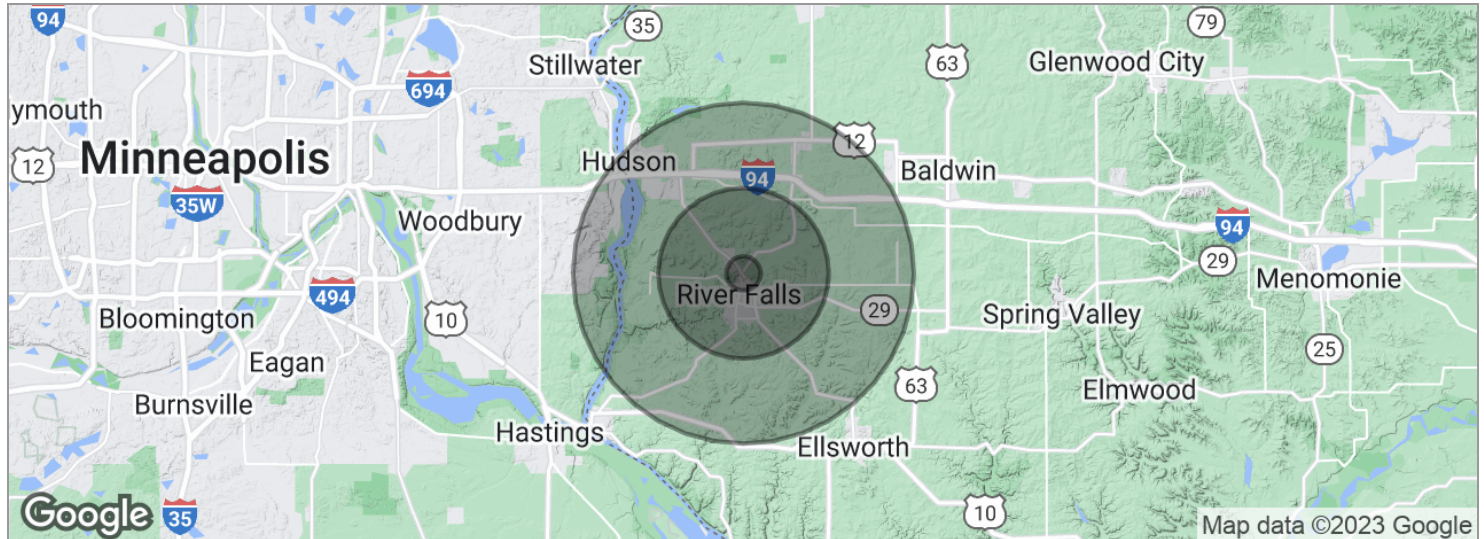 94
35
79
Stillwater
63
Glenwood City
694
ymouth
12
Minneapolis
Hudson
12
94
Baldwin
35W
Woodbury
94
29
Menomonie
494
River Falls
29
Spring Valley
Bloomington
10
Eagan
25
63
Elmwood
Burnsville
Hastings
Ellsworth
Google
35
10
Map data ©2023 Google